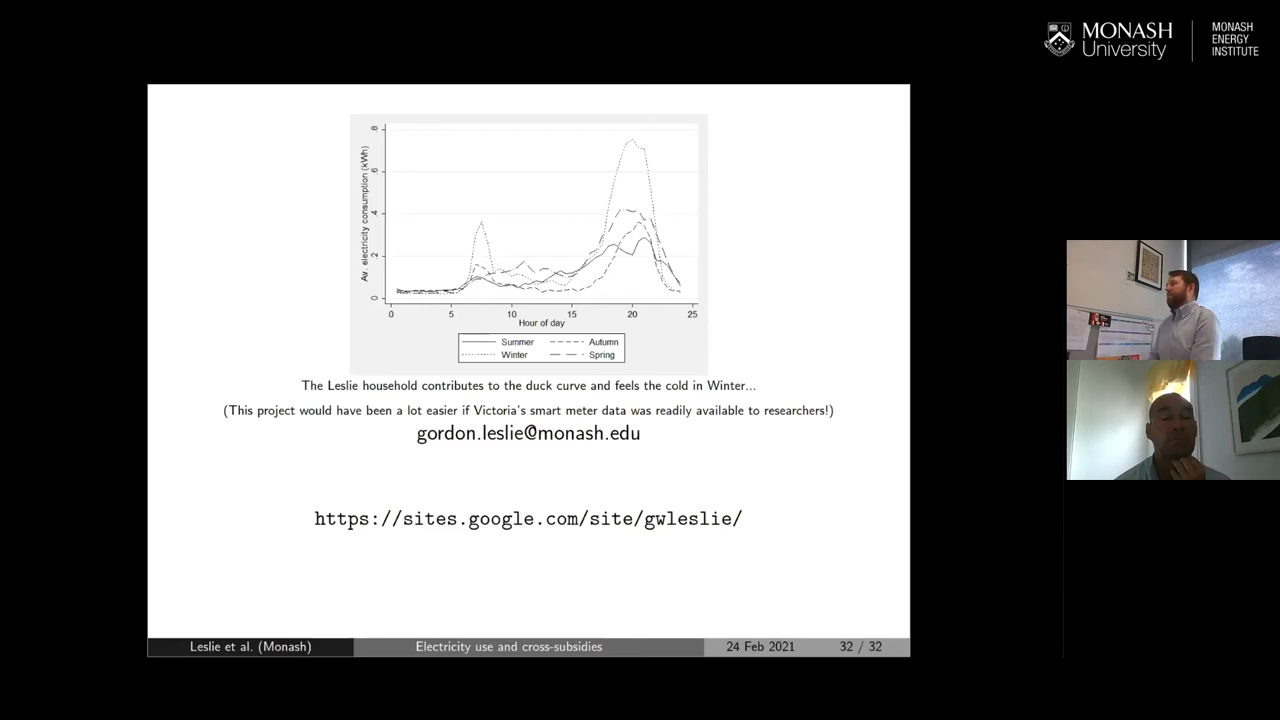 MONASH
University
MONASH
ENERGY
INSTITUTE
Av. electricity consumption (kWh)
.8
.6
.4
.2
0
0 5 10 15 20 25
Hour of day
Summer Autumn
Winter Spring
The Leslie household contributes to the duck curve and feels the cold in Winter...
(This project would have been a lot easier if Victoria's smart meter data was readily available to researchers!)
gordon.leslie@monash.edu
https://sites.google.com/site/gwleslie/
Leslie et al. (Monash) Electricity use and cross-subsidies 24 Feb 2021 32 / 32